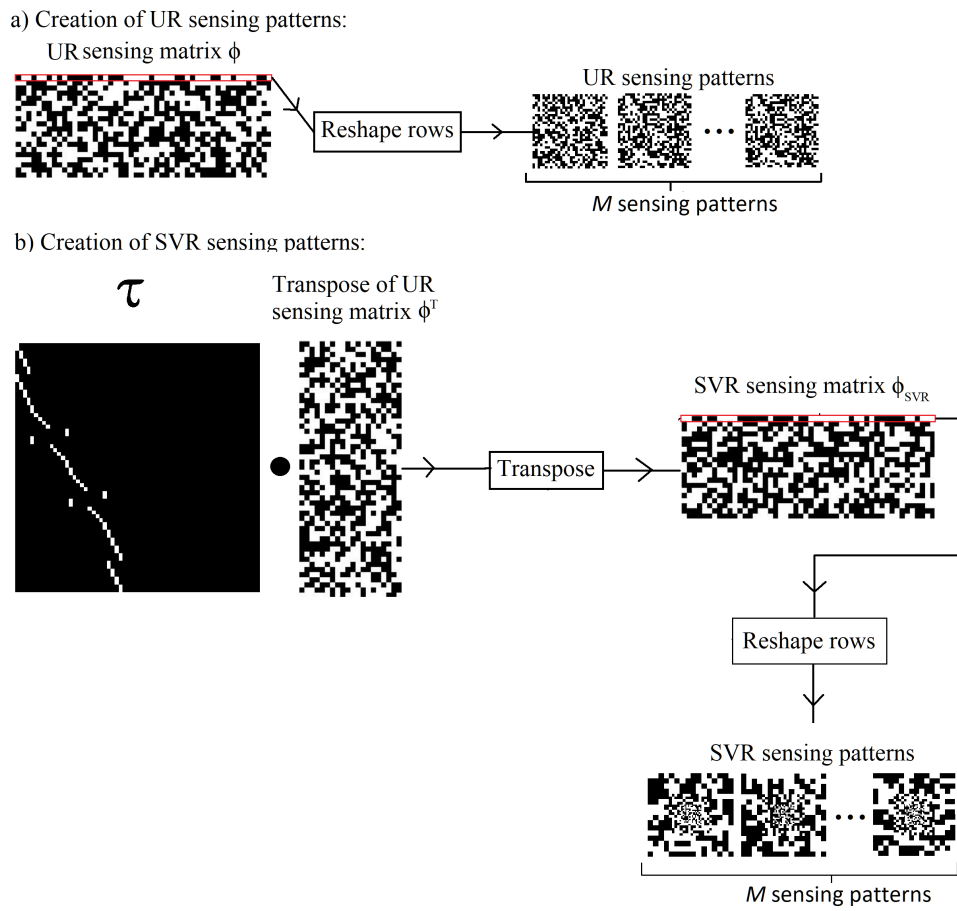 a) Creation of UR sensing patterns:
UR sensing matrix ϕ
UR sensing patterns
Reshape rows
M sensing patterns
b) Creation of SVR sensing patterns:
τ
Transpose of UR
sensing matrix ϕᵀ
SVR sensing matrix ϕ_SVR
Transpose
Reshape rows
SVR sensing patterns
M sensing patterns